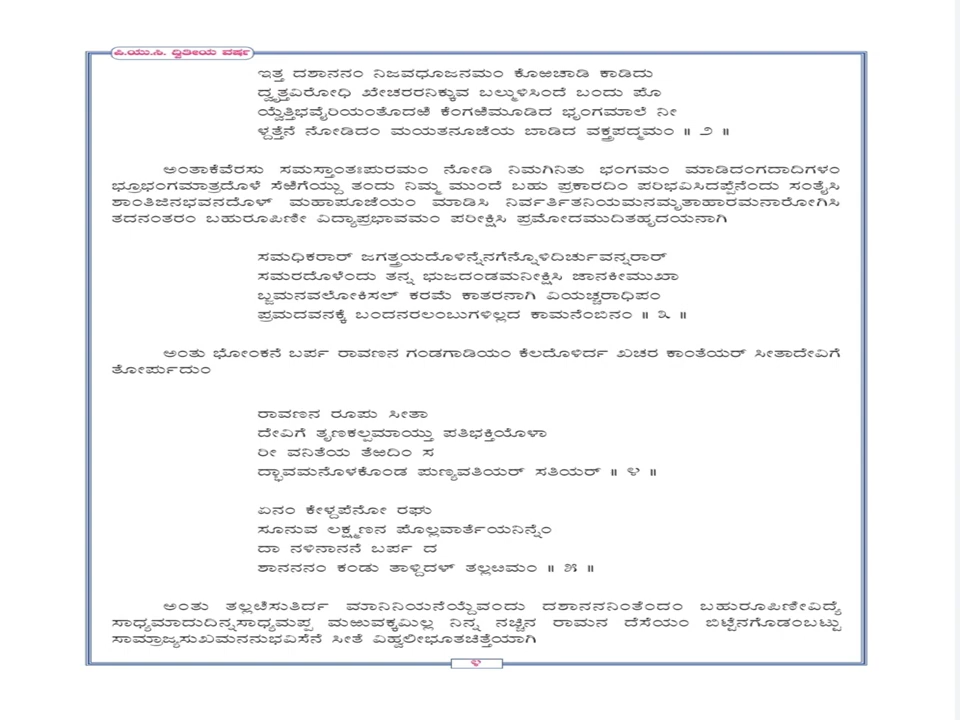 ಪಿ.ಯು.ಸಿ. ದ್ವಿತೀಯ ವರ್ಷ
ಇತ್ತ ದಶಾನನಂ ನಿಜವಧೂಜನಮಂ ಕೊಱಚಾಡಿ ಕಾಡಿದು
ದ್ವೃತ್ತವಿರೋಧಿ ಖೇಚರರನಿಕ್ಕುವ ಬಲ್ಮುಳಿಸಿಂದೆ ಬಂದು ಪೊ
ಯ್ವೆತ್ತಿಭವೈರಿಯಂತೊದಱೆ ಕೆಂಗಱಿಮೂಡಿದ ಭೃಂಗಮಾಲೆ ನೀ
ಳ್ದತ್ತೆನೆ ನೋಡಿದಂ ಮಯತನೂಜೆಯ ಬಾಡಿದ ವಕ್ತ್ರಪದ್ಮಮಂ ॥ ೨ ॥
ಅಂತಾಕೆವೆರಸು ಸಮಸ್ತಾಂತಃಪುರಮಂ ನೋಡಿ ನಿಮಗಿನಿತು ಭಂಗಮಂ ಮಾಡಿದಂಗದಾದಿಗಳಂ
ಭ್ರೂಭಂಗಮಾತ್ರದೊಳೆ ಸೆಱೆಗೆಯ್ದು ತಂದು ನಿಮ್ಮ ಮುಂದೆ ಬಹು ಪ್ರಕಾರದಿಂ ಪರಿಭವಿಸಿದಪ್ಪೆನೆಂದು ಸಂತೈಸಿ
ಶಾಂತಿಜಿನಭವನದೊಳ್ ಮಹಾಪೂಜೆಯಂ ಮಾಡಿಸಿ ನಿರ್ವರ್ತಿತನಿಯಮನಮೃತಾಹಾರಮನಾರೋಗಿಸಿ
ತದನಂತರಂ ಬಹುರೂಪಿಣೀ ವಿದ್ಯಾಪ್ರಭಾವಮಂ ಪರೀಕ್ಷಿಸಿ ಪ್ರಮೋದಮುದಿತಹೃದಯನಾಗಿ
ಸಮಧಿಕರಾರ್ ಜಗತ್ತ್ರಯದೊಳಿನ್ನೆನಗೆನ್ನೊಳಿದಿರ್ಚುವನ್ನರಾರ್
ಸಮರದೊಳೆಂದು ತನ್ನ ಭುಜದಂಡಮನೀಕ್ಷಿಸಿ ಜಾನಕೀಮುಖಾ
ಬ್ಜಮನವಲೋಕಿಸಲ್ ಕರಮೆ ಕಾತರನಾಗಿ ವಿಯಚ್ಚರಾಧಿಪಂ
ಪ್ರಮದವನಕ್ಕೆ ಬಂದನರಲಂಬುಗಳಿಲ್ಲದ ಕಾಮನೆಂಬಿನಂ ॥ ೩ ॥
ಅಂತು ಭೋಂಕನೆ ಬರ್ಪ ರಾವಣನ ಗಂಡಗಾಡಿಯಂ ಕೆಲದೊಳಿರ್ದ ಖಚರ ಕಾಂತೆಯರ್ ಸೀತಾದೇವಿಗೆ
ತೋರ್ಪುದುಂ
ರಾವಣನ ರೂಪು ಸೀತಾ
ದೇವಿಗೆ ತೃಣಕಲ್ಪಮಾಯ್ತು ಪತಿಭಕ್ತಿಯೊಳಾ
ರೀ ವನಿತೆಯ ತೆಱದಿಂ ಸ
ದ್ಭಾವಮನೊಳಕೊಂಡ ಪುಣ್ಯವತಿಯರ್ ಸತಿಯರ್ ॥ ೪ ॥
ಏನಂ ಕೇಳ್ದಪೆನೋ ರಘು
ಸೂನುವ ಲಕ್ಷ್ಮಣನ ಪೊಲ್ಲವಾರ್ತೆಯನಿನ್ನೆಂ
ದಾ ನಳಿನಾನನೆ ಬರ್ಪ ದ
ಶಾನನನಂ ಕಂಡು ತಾಳ್ದಿದಳ್ ತಲ್ಲೞಮಂ ॥ ೫ ॥
ಅಂತು ತಲ್ಲೞಿಸುತಿರ್ದ ಮಾನಿನಿಯನೆಯ್ದೆವಂದು ದಶಾನನನಿಂತೆಂದಂ ಬಹುರೂಪಿಣೀವಿದ್ಯೆ
ಸಾಧ್ಯಮಾದುದಿನ್ನಸಾಧ್ಯಮಪ್ಪ ಮಱುವಕ್ಕಮಿಲ್ಲ ನಿನ್ನ ನಚ್ಚಿನ ರಾಮನ ದೆಸೆಯಂ ಬಿಟ್ಟೆನಗೊಡಂಬಟ್ಟು
ಸಾಮ್ರಾಜ್ಯಸುಖಮನನುಭವಿಸೆನೆ ಸೀತೆ ವಿಹ್ವಲೀಭೂತಚಿತ್ತೆಯಾಗಿ
೪